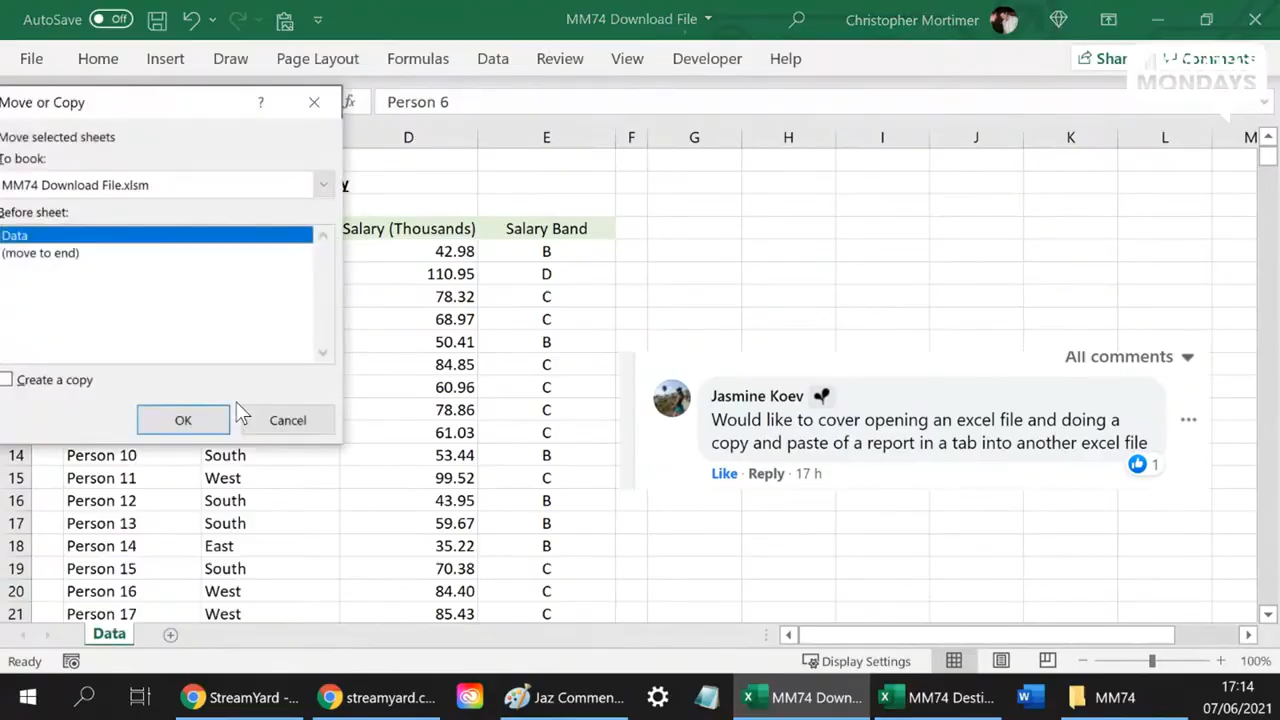 AutoSave Off MM74 Download File Christopher Mortimer
File Home Insert Draw Page Layout Formulas Data Developer Review View Help Comments
MONDAYS
Move or Copy ? fx Person 6
D E F G H I J K L M
Move selected sheets
To book:
MM74 Download File.xlsm
Before sheet:
Data
(move to end)
Create a copy
OK Cancel
Salary (Thousands) Salary Band
42.98 B
110.95 D
78.32 C
68.97 C
50.41 B
84.85 C
60.96 C
78.86 C
61.03 C
14 Person 10 South 53.44 B
15 Person 11 West 99.52 C
16 Person 12 South 43.95 B
17 Person 13 South 59.67 B
18 Person 14 East 35.22 B
19 Person 15 South 70.38 C
20 Person 16 West 84.40 C
21 Person 17 West 85.43 C
All comments
Jasmine Koev
Would like to cover opening an excel file and doing a
copy and paste of a report in a tab into another excel file
1
Like · Reply · 17 h
Data
Ready Display Settings 100%
StreamYard -... streamyard.c... Jaz Commen... MM74 Down... MM74 Desti... MM74 17:14
07/06/2021